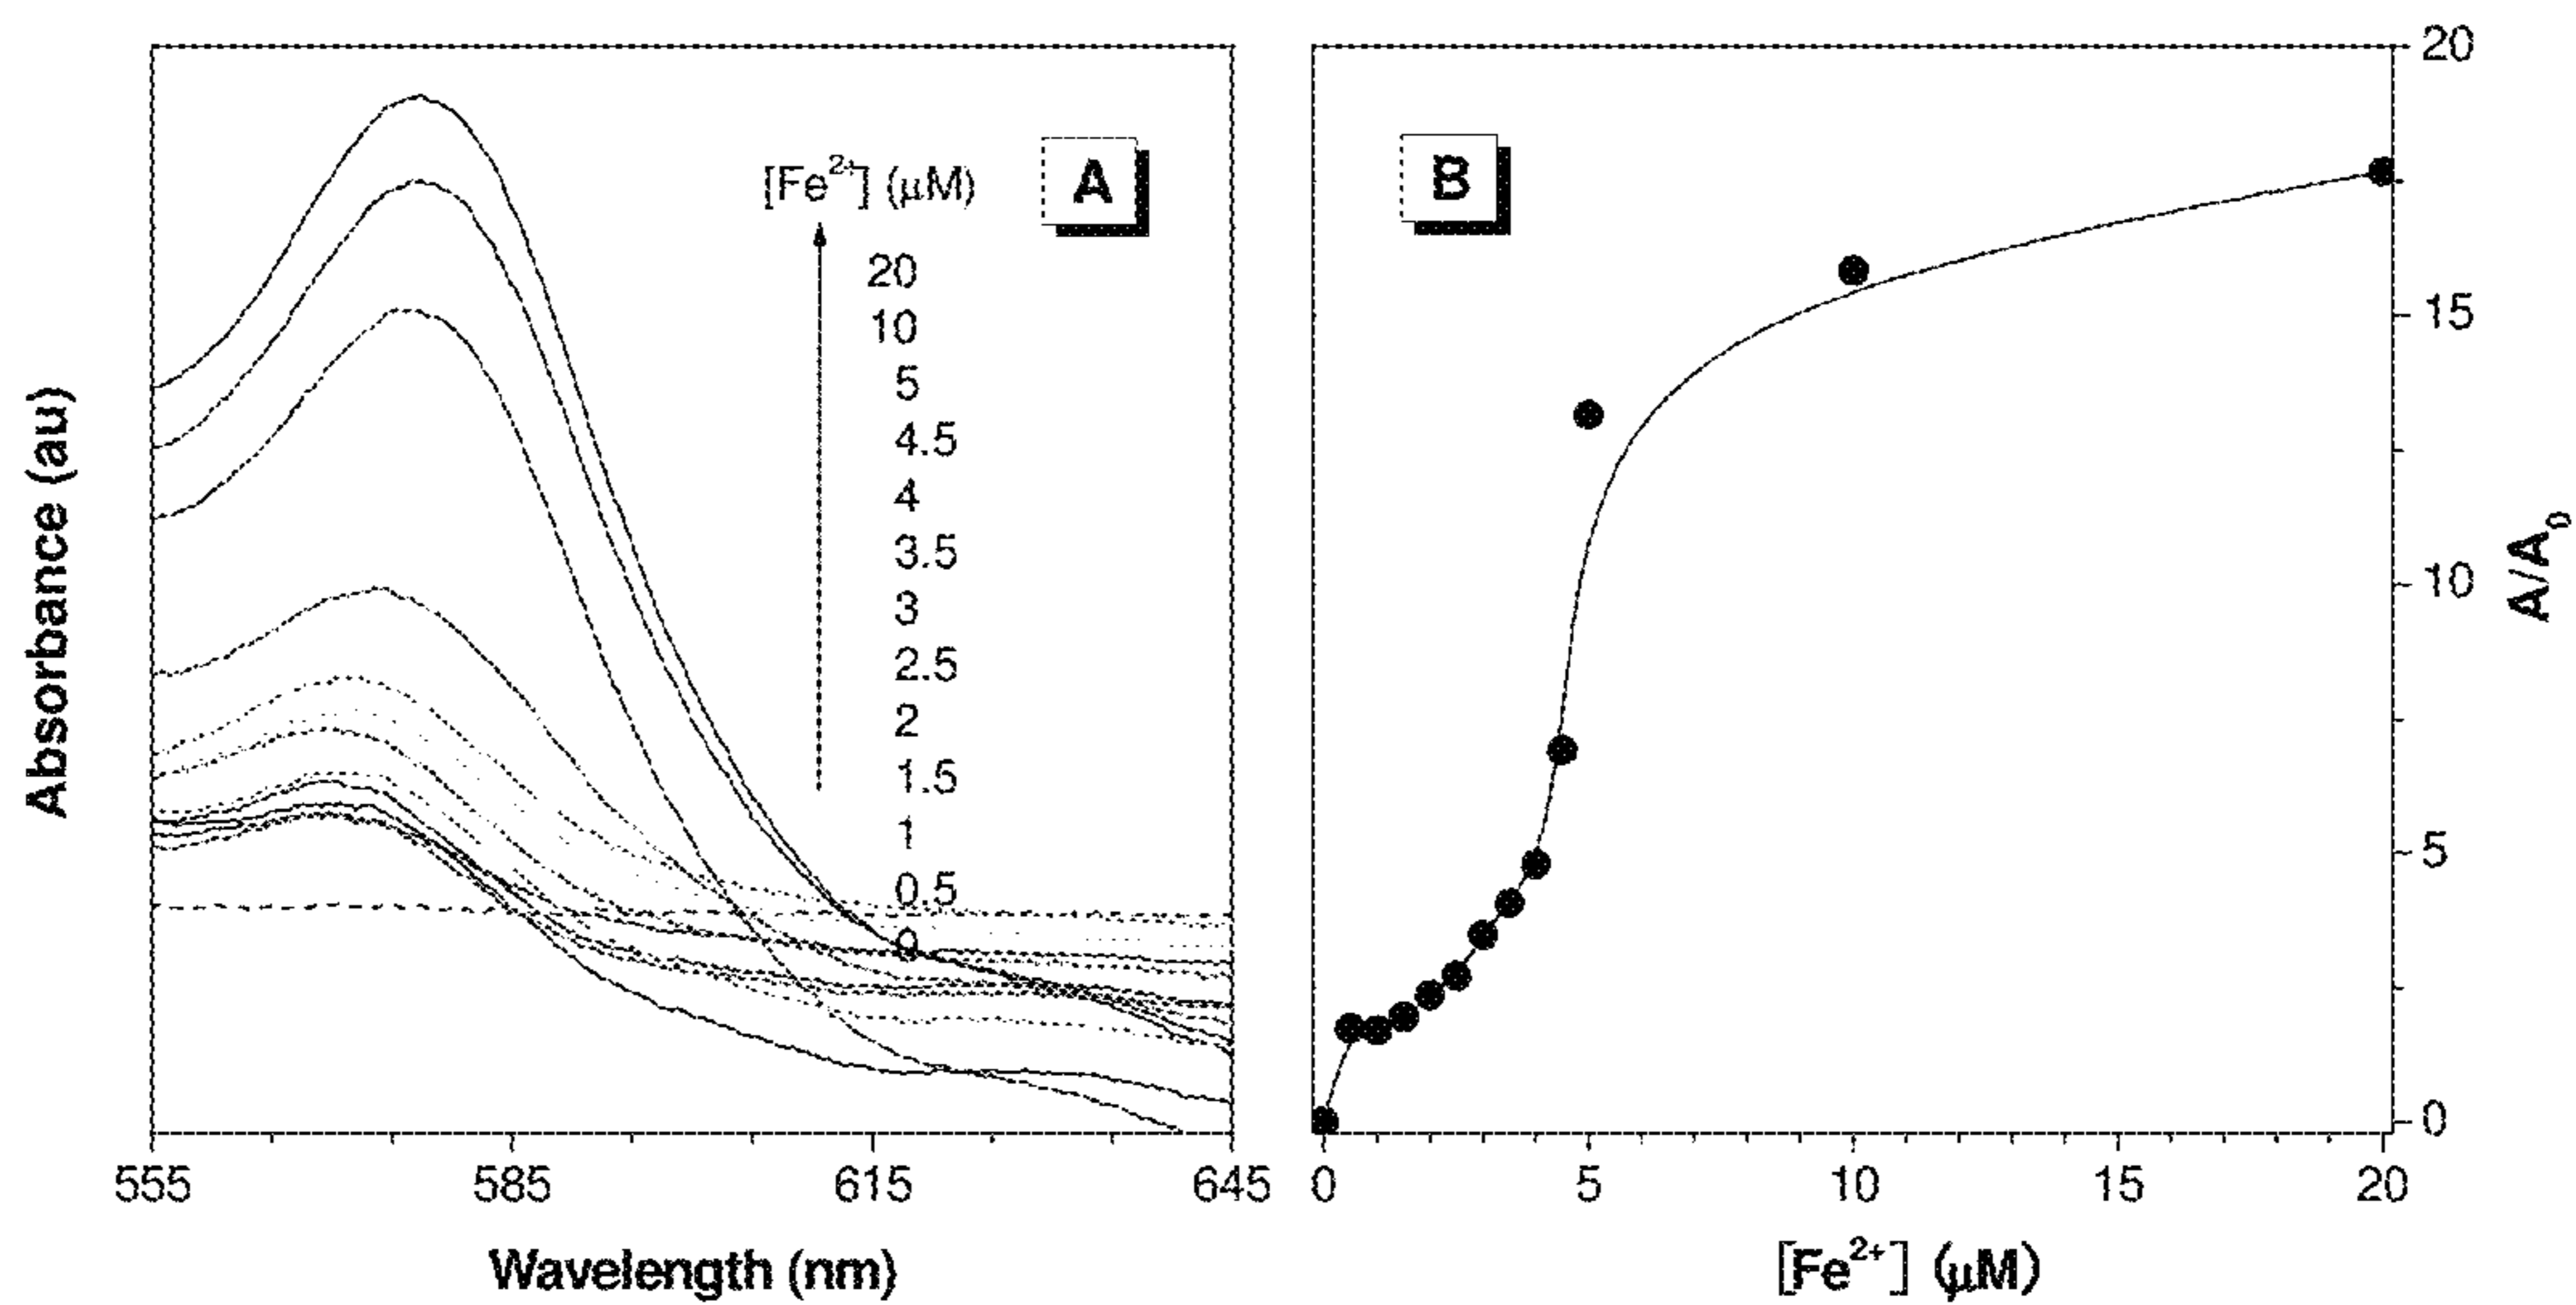 A
[Fe²⁺] (μM)
20
10
5
4.5
4
3.5
3
2.5
2
1.5
1
0.5
0
Absorbance (au)
555 585 615 645
Wavelength (nm)
B
20
15
10
5
0
A/A₀
0 5 10 15 20
[Fe²⁺] (μM)